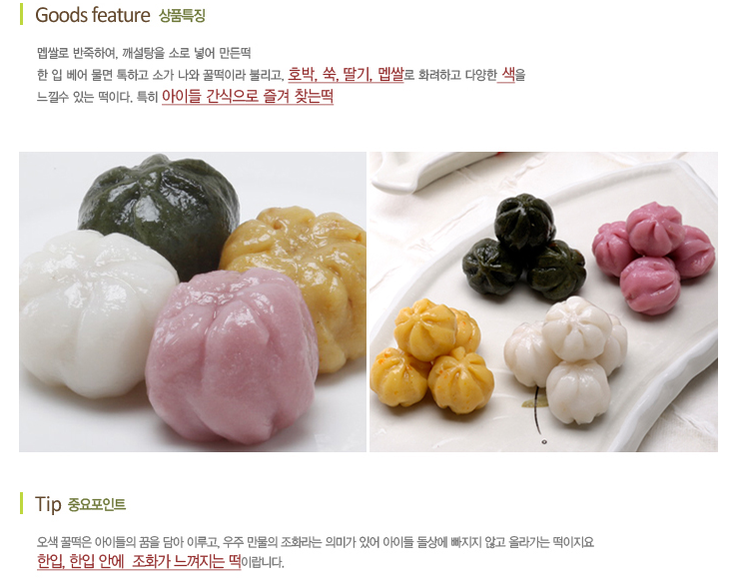 Goods feature 상품특징
멥쌀로 반죽하여, 깨설탕을 소로 넣어 만든떡
한 입 베어 물면 톡하고 소가 나와 꿀떡이라 불리고, 호박, 쑥, 딸기, 멥쌀로 화려하고 다양한 색을
느낄수 있는 떡이다. 특히 아이들 간식으로 즐겨 찾는떡
Tip 중요포인트
오색 꿀떡은 아이들의 꿈을 담아 이루고, 우주 만물의 조화라는 의미가 있어 아이들 돌상에 빠지지 않고 올라가는 떡이지요
한입, 한입 안에 조화가 느껴지는 떡이랍니다.